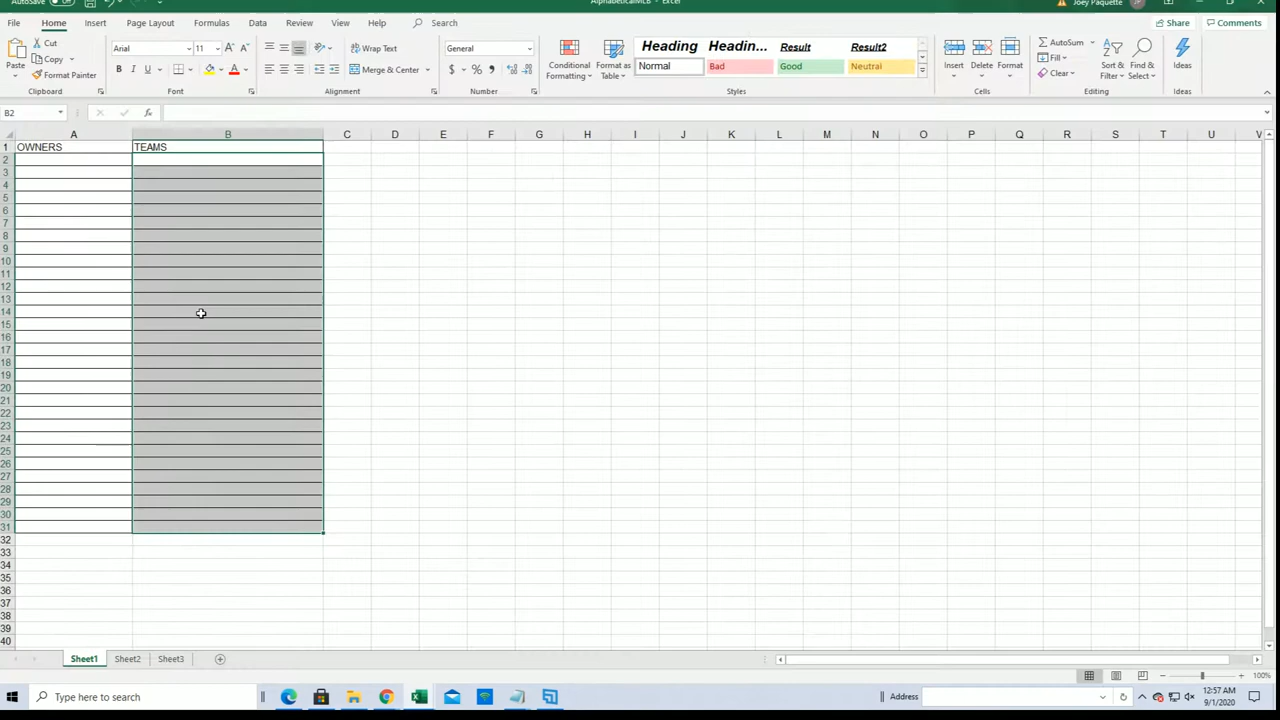 AutoSave Off AlphabeticalMLB - Excel Joey Paquette JP
File Home Insert Page Layout Formulas Data Review View Help Search Share Comments
Paste Cut Copy Format Painter
Arial 11 Wrap Text General
B I U Merge & Center $ %
Conditional Formatting Format as Table
Heading Headin... Result Result2
Normal Bad Good Neutral
Insert Delete Format
AutoSum Fill Clear Sort & Filter Find & Select Ideas
Clipboard Font Alignment Number Styles Cells Editing Ideas
B2 fx
A B C D E F G H I J K L M N O P Q R S T U V
1 OWNERS TEAMS
2
3
4
5
6
7
8
9
10
11
12
13
14
15
16
17
18
19
20
21
22
23
24
25
26
27
28
29
30
31
32
33
34
35
36
37
38
39
40
Sheet1 Sheet2 Sheet3
100%
Type here to search Address 12:57 AM
9/1/2020